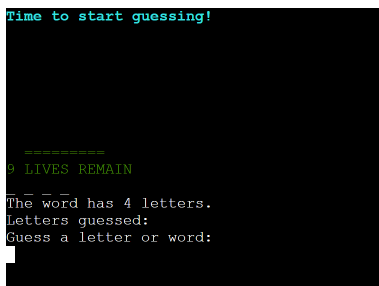 Time to start guessing!
=========
9 LIVES REMAIN
_ _ _ _
The word has 4 letters.
Letters guessed:
Guess a letter or word: